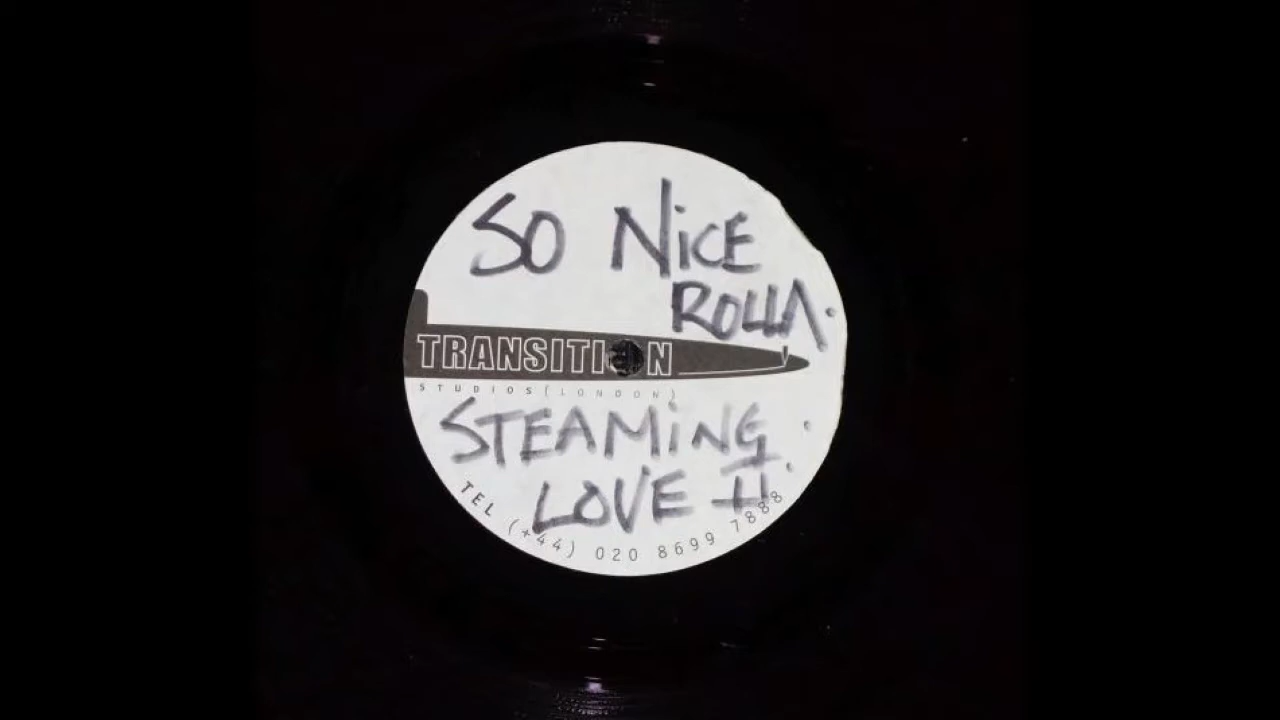 SO NiCE
ROLLA.
TRANSITION
STUDIOS (LONDON)
STEAMiNG
LOVE II
TEL (+44) 020 8699 7888